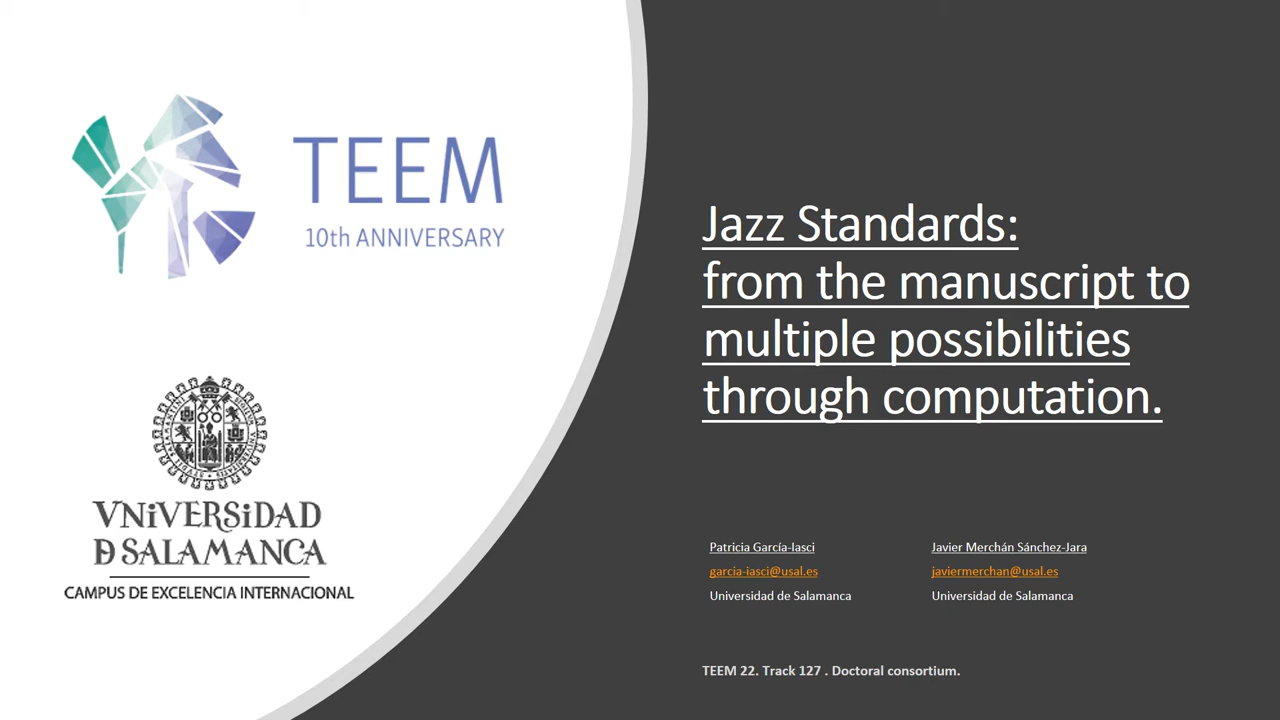 TEEM
10th ANNIVERSARY
VNiVERSiDAD
D SALAMANCA
CAMPUS DE EXCELENCIA INTERNACIONAL
Jazz Standards:
from the manuscript to
multiple possibilities
through computation.
Patricia García-Iasci
garcia-iasci@usal.es
Universidad de Salamanca
Javier Merchán Sánchez-Jara
javiermerchan@usal.es
Universidad de Salamanca
TEEM 22. Track 127 . Doctoral consortium.